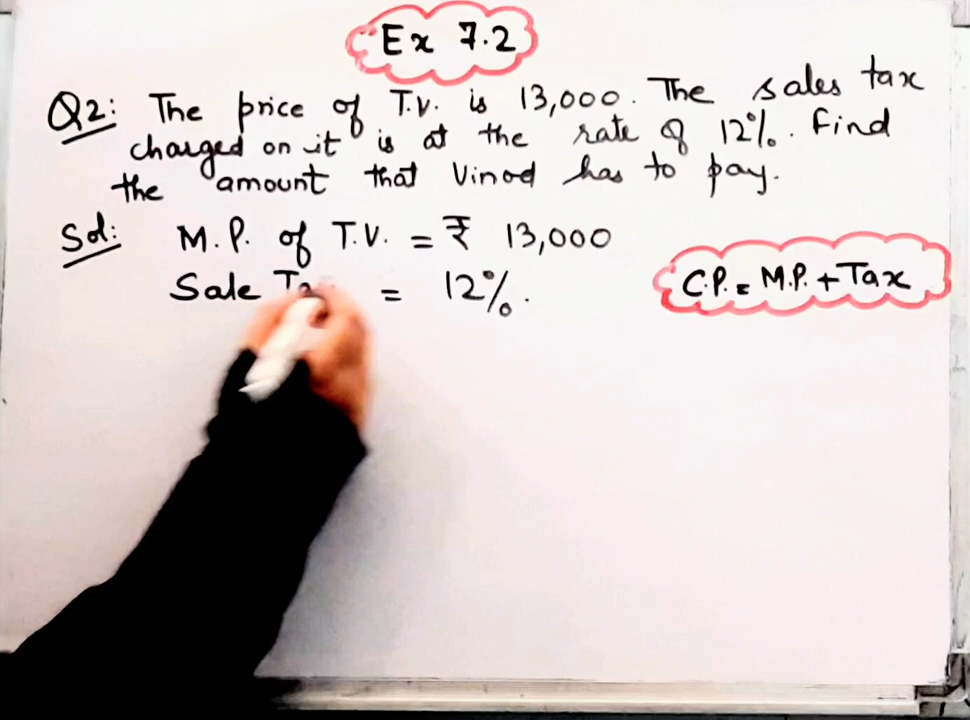 Ex 7.2
Q2: The price of T.V. is 13,000. The sales tax
charged on it is at the rate of 12%. Find
the amount that Vinod has to pay.
Sol: M.P. of T.V. = ₹ 13,000
Sale = 12%.
C.P. = M.P. + Tax